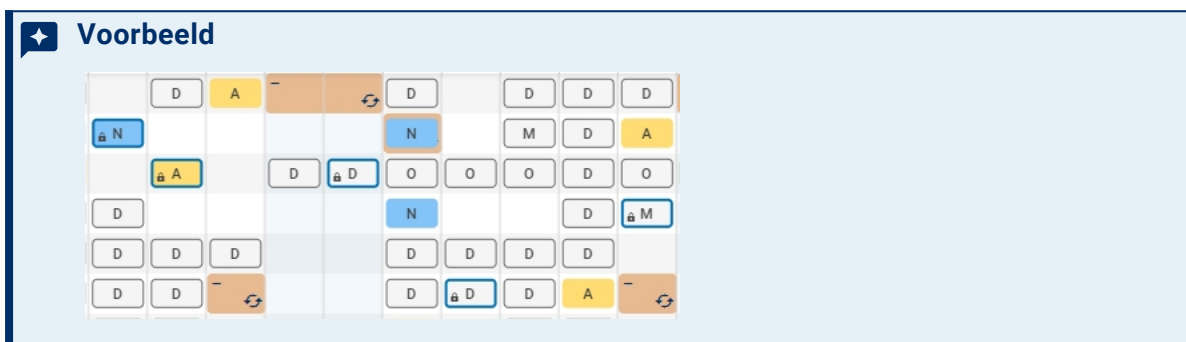 Voorbeeld
D A – D D D D
N N M D A
A D D O O O D O
D N D M
D D D D D D D
D D – D D D A –